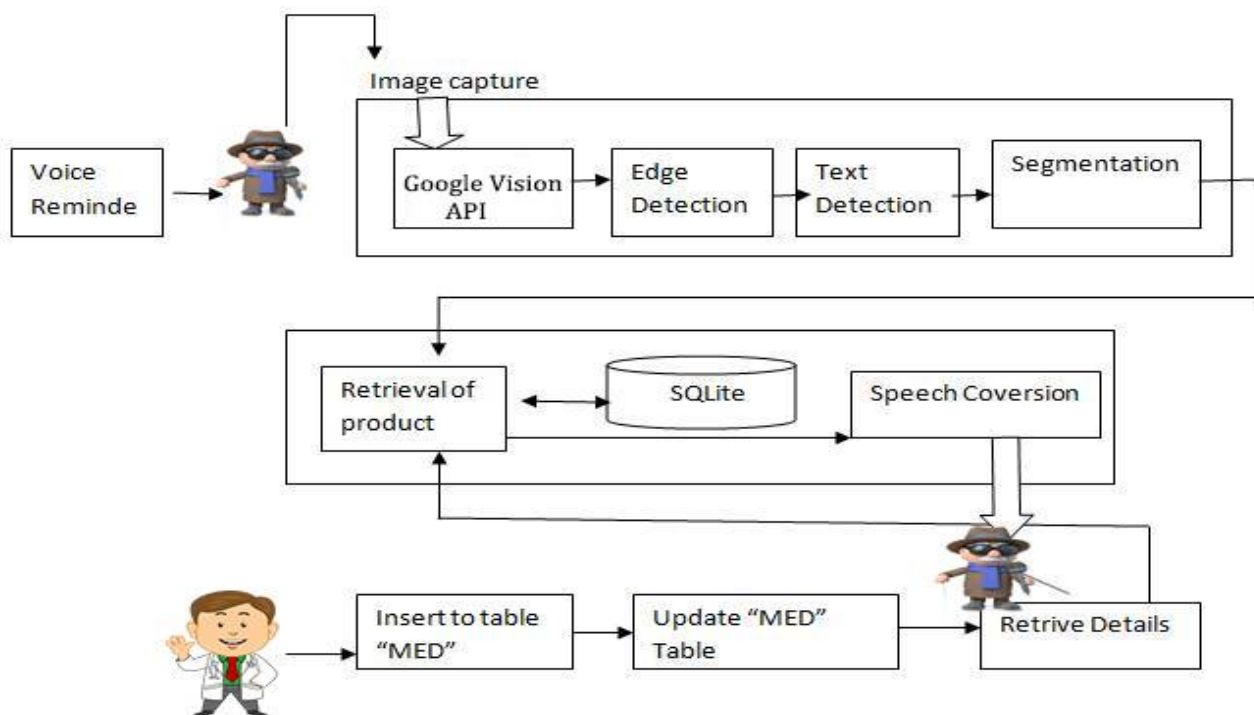 Image capture
Voice
Reminde
Google Vision
API
Edge
Detection
Text
Detection
Segmentation
Retrieval of
product
SQLite
Speech Coversion
Insert to table
“MED”
Update “MED”
Table
Retrive Details